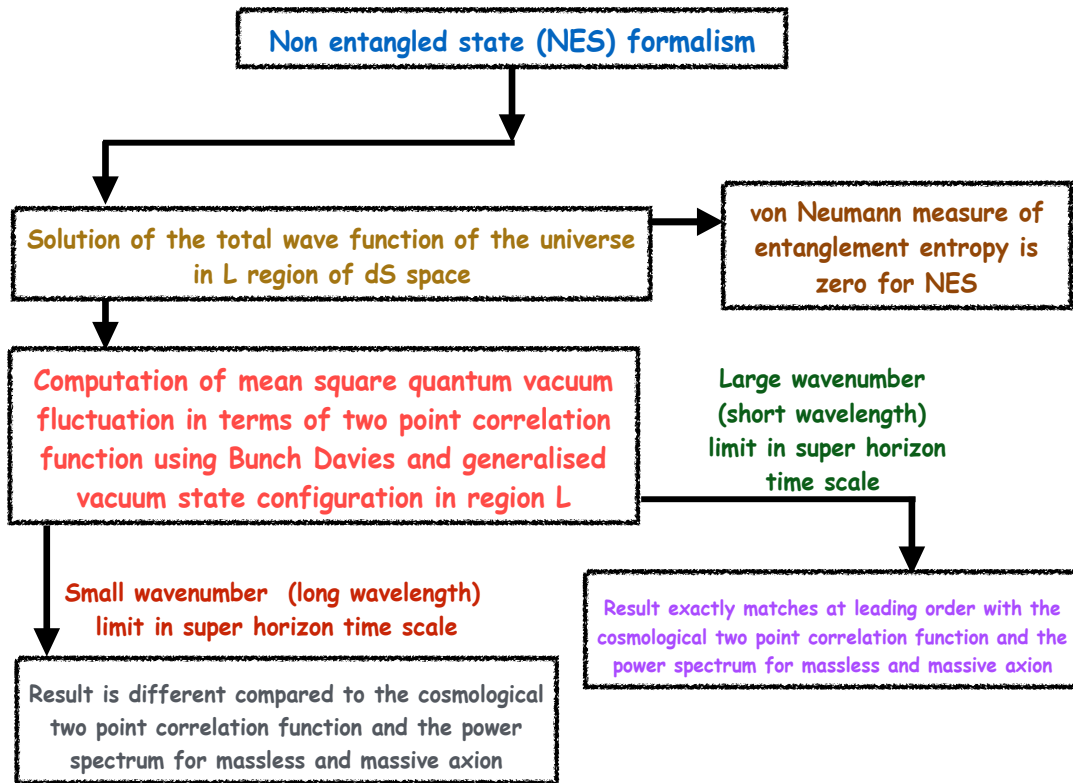 Non entangled state (NES) formalism
Solution of the total wave function of the universe
in L region of dS space
von Neumann measure of
entanglement entropy is
zero for NES
Computation of mean square quantum vacuum
fluctuation in terms of two point correlation
function using Bunch Davies and generalised
vacuum state configuration in region L
Large wavenumber
(short wavelength)
limit in super horizon
time scale
Small wavenumber (long wavelength)
limit in super horizon time scale
Result exactly matches at leading order with the
cosmological two point correlation function and the
power spectrum for massless and massive axion
Result is different compared to the cosmological
two point correlation function and the power
spectrum for massless and massive axion